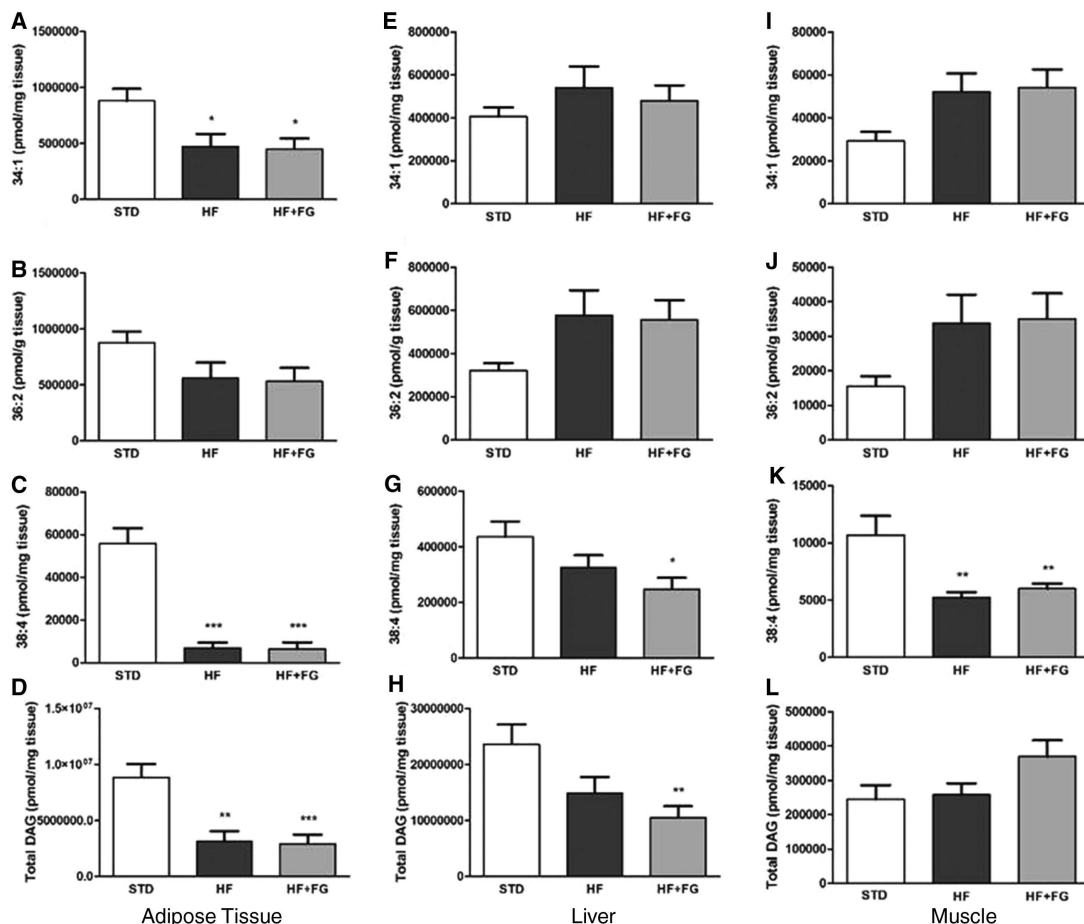 A
34:1 (pmol/mg tissue)
1500000
1000000
500000
0
*
*
STD
HF
HF+FG
E
34:1 (pmol/mg tissue)
800000
600000
400000
200000
0
STD
HF
HF+FG
I
34:1 (pmol/mg tissue)
80000
60000
40000
20000
0
STD
HF
HF+FG
B
36:2 (pmol/g tissue)
1500000
1000000
500000
0
STD
HF
HF+FG
F
36:2 (pmol/g tissue)
800000
600000
400000
200000
0
STD
HF
HF+FG
J
36:2 (pmol/g tissue)
50000
40000
30000
20000
10000
0
STD
HF
HF+FG
C
38:4 (pmol/mg tissue)
80000
60000
40000
20000
0
***
***
STD
HF
HF+FG
G
38:4 (pmol/mg tissue)
600000
400000
200000
0
*
STD
HF
HF+FG
K
38:4 (pmol/mg tissue)
15000
10000
5000
0
**
**
STD
HF
HF+FG
D
Total DAG (pmol/mg tissue)
1.5×10⁰⁷
1.0×10⁰⁷
5000000.0
0.0
**
***
STD
HF
HF+FG
Adipose Tissue
H
Total DAG (pmol/mg tissue)
30000000
20000000
10000000
0
**
STD
HF
HF+FG
Liver
L
Total DAG (pmol/mg tissue)
500000
400000
300000
200000
100000
0
STD
HF
HF+FG
Muscle